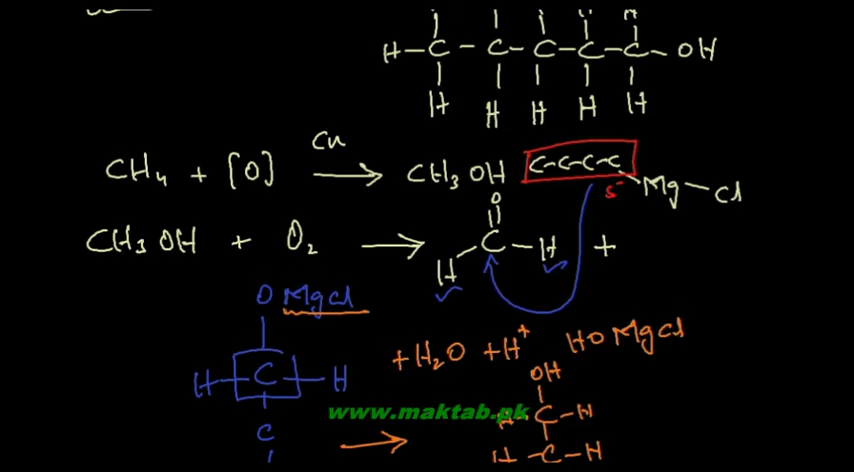 H-C-C-C-C-C-OH
H H H H H
CH4 + [O] Cu → CH3OH C-C-C-C
δ- Mg-Cl
CH3OH + O2 → H-C-H +
O
OMgCl
+H2O +H+ HOMgCl
H-C-H
OH
www.maktab.pk
C-H
C → H-C-H